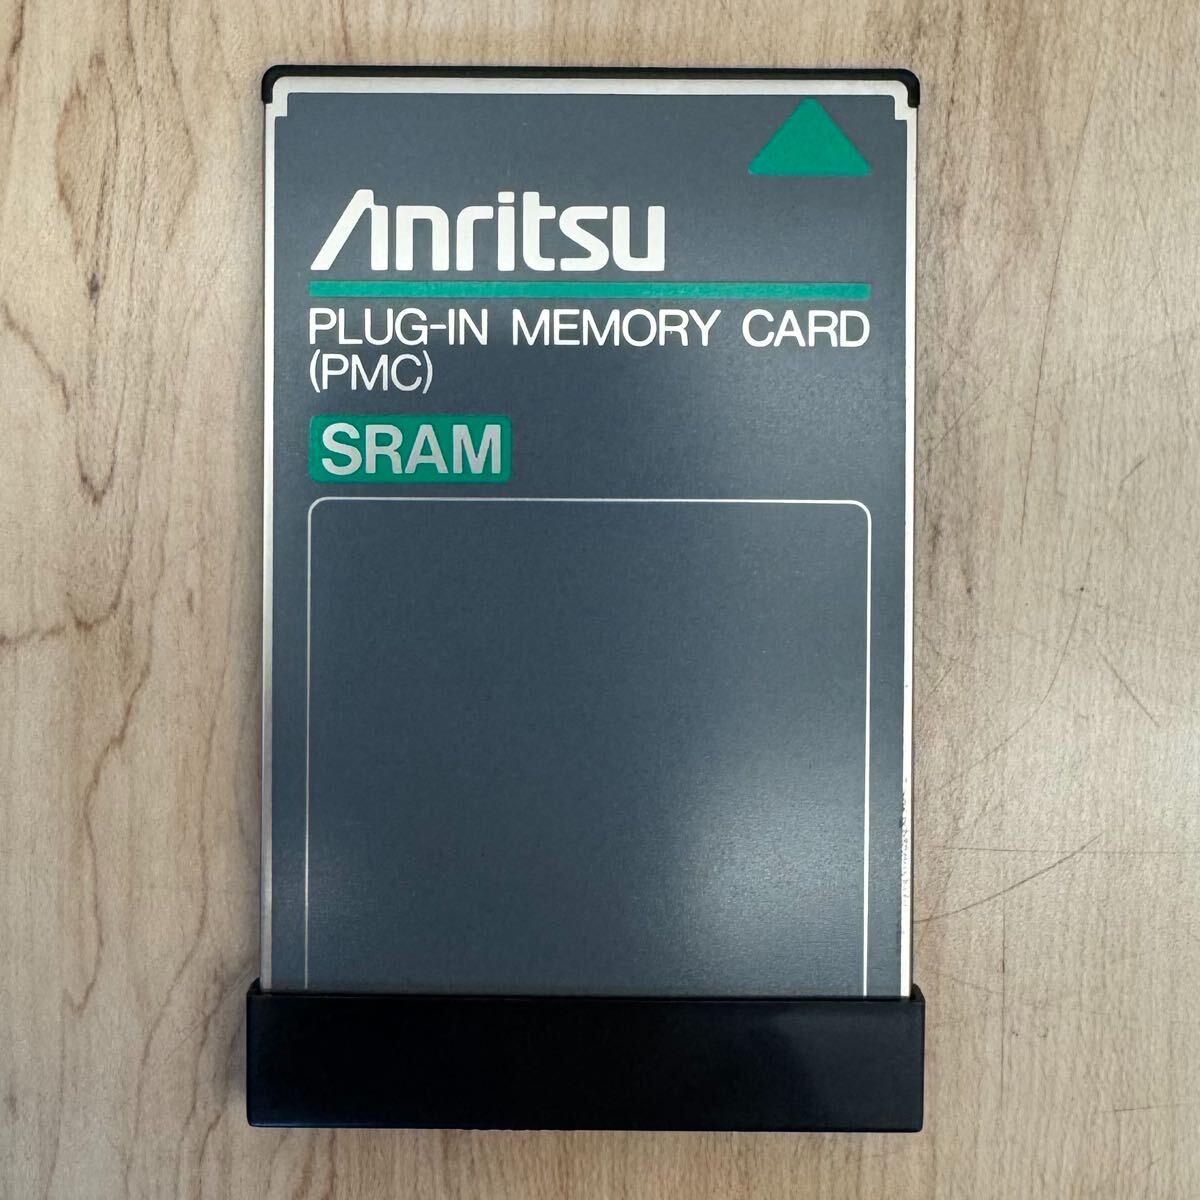 Anritsu
PLUG-IN MEMORY CARD
(PMC)
SRAM